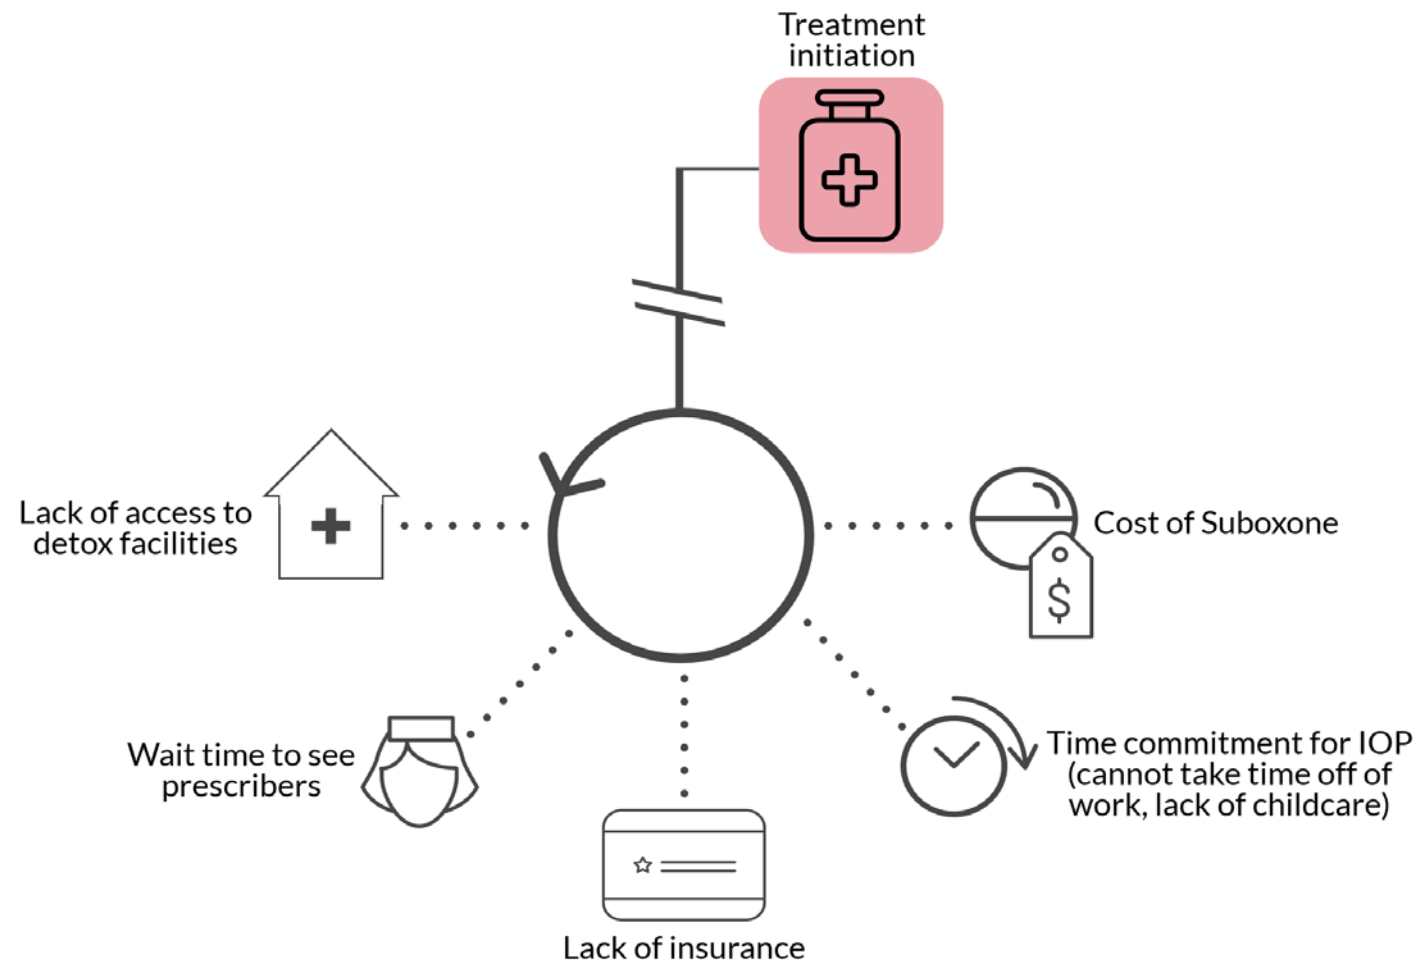 Treatment
initiation
Lack of access to
detox facilities
Cost of Suboxone
$
Wait time to see
prescribers
Time commitment for IOP
(cannot take time off of
work, lack of childcare)
Lack of insurance